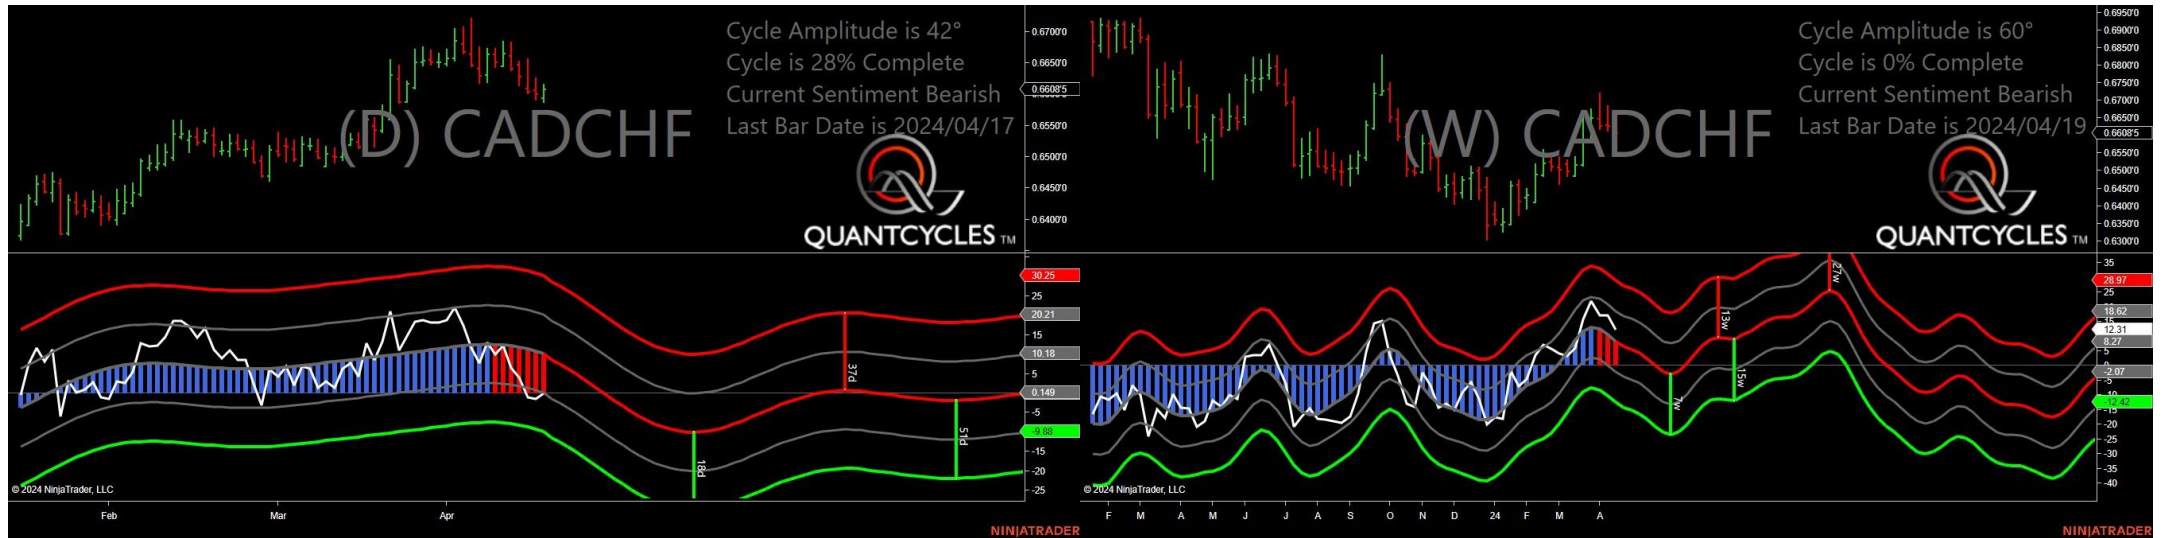 Cycle Amplitude is 42°
Cycle is 28% Complete
Current Sentiment Bearish
Last Bar Date is 2024/04/17
(D) CADCHF
QUANTCYCLES TM
0.6700'0
0.6650'0
0.6608'5
0.6550'0
0.6500'0
0.6450'0
0.6400'0
30.25
25
20.21
15
10.18
5
0.149
-5
-9.88
-15
-20
-25
37d
51d
18d
© 2024 NinjaTrader, LLC
Feb
Mar
Apr
NINJATRADER
Cycle Amplitude is 60°
Cycle is 0% Complete
Current Sentiment Bearish
Last Bar Date is 2024/04/19
(W) CADCHF
QUANTCYCLES TM
0.6950'0
0.6900'0
0.6850'0
0.6800'0
0.6750'0
0.6700'0
0.6650'0
0.6608'5
0.6550'0
0.6500'0
0.6450'0
0.6400'0
0.6350'0
0.6300'0
35
28.97
25
18.62
12.31
8.27
5
-2.07
-5
-12.42
-15
-20
-25
-30
-35
-40
27w
13w
15w
7w
© 2024 NinjaTrader, LLC
F
M
A
M
J
J
A
S
O
N
D
24
F
M
A
NINJATRADER